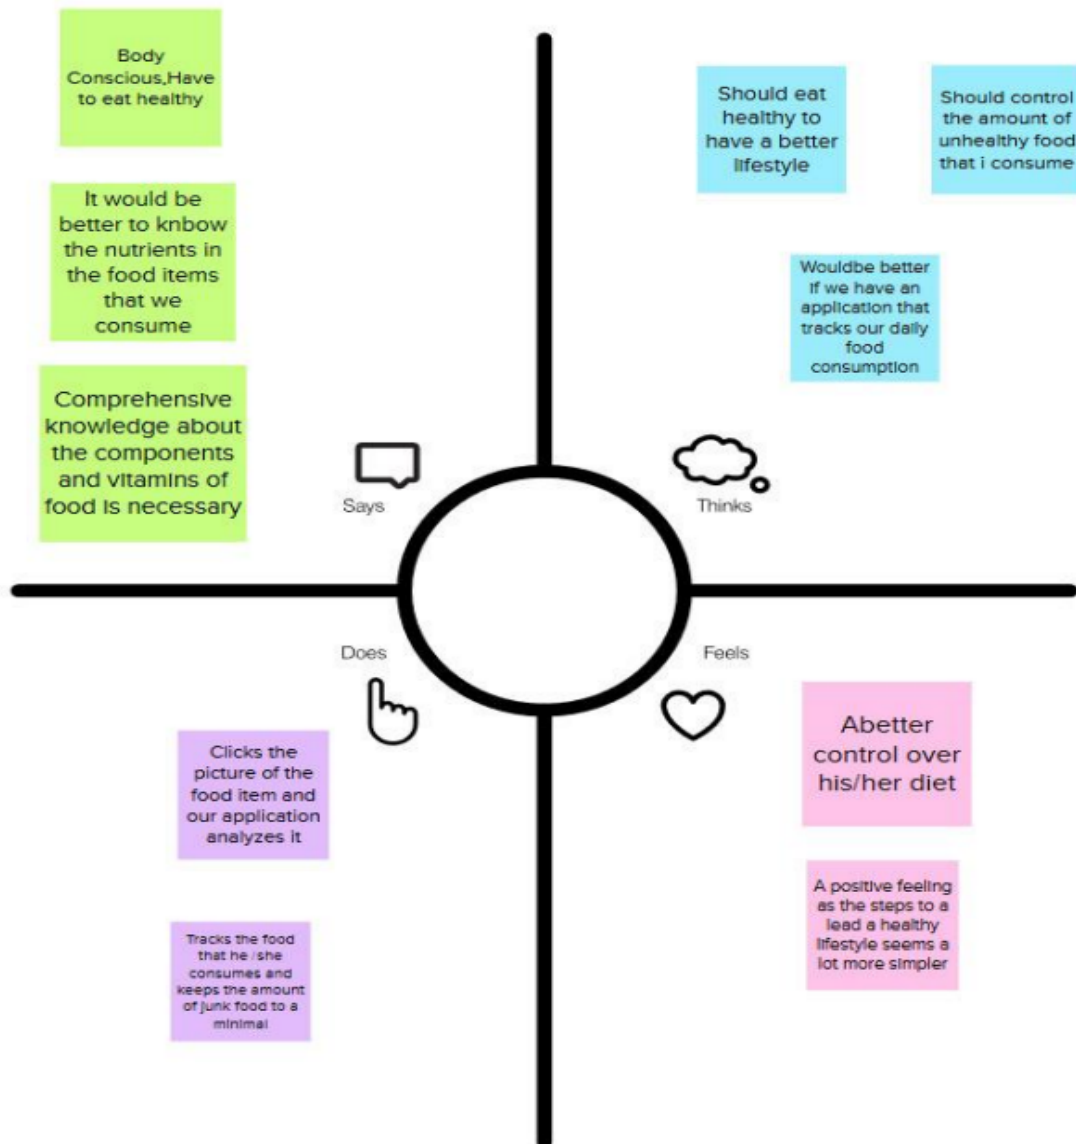 Body
Conscious,Have
to eat healthy
It would be
better to knbow
the nutrients in
the food items
that we
consume
Comprehensive
knowledge about
the components
and vitamins of
food is necessary
Says
Should eat
healthy to
have a better
lifestyle
Should control
the amount of
unhealthy food
that i consume
Wouldbe better
if we have an
application that
tracks our daily
food
consumption
Thinks
Does
Clicks the
picture of the
food item and
our application
analyzes it
Tracks the food
that he /she
consumes and
keeps the amount
of junk food to a
minimal
Feels
Abetter
control over
his/her diet
A positive feeling
as the steps to a
lead a healthy
lifestyle seems a
lot more simpler